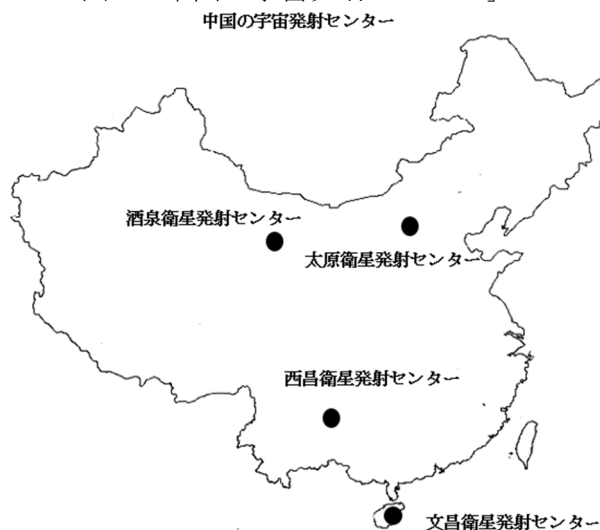 中国の宇宙発射センター
酒泉衛星発射センター
太原衛星発射センター
西昌衛星発射センター
文昌衛星発射センター